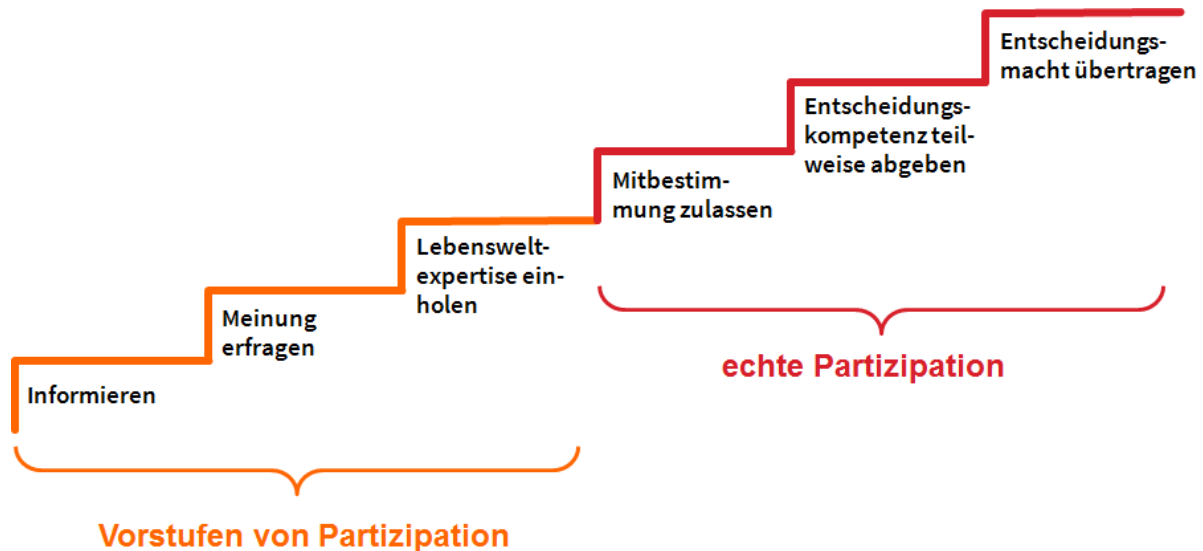 Informieren
Meinung
erfragen
Lebenswelt-
expertise ein-
holen
Mitbestim-
mung zulassen
Entscheidungs-
kompetenz teil-
weise abgeben
Entscheidungs-
macht übertragen
Vorstufen von Partizipation
echte Partizipation